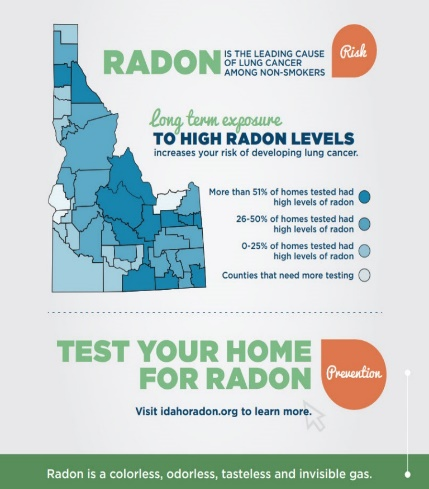 RADON
IS THE LEADING CAUSE
OF LUNG CANCER
AMONG NON-SMOKERS
Risk
long term exposure
TO HIGH RADON LEVELS
increases your risk of developing lung cancer.
More than 51% of homes tested had
high levels of radon
26-50% of homes tested had
high levels of radon
0-25% of homes tested had
high levels of radon
Counties that need more testing
TEST YOUR HOME
FOR RADON
Prevention
Visit idahoradon.org to learn more.
Radon is a colorless, odorless, tasteless and invisible gas.